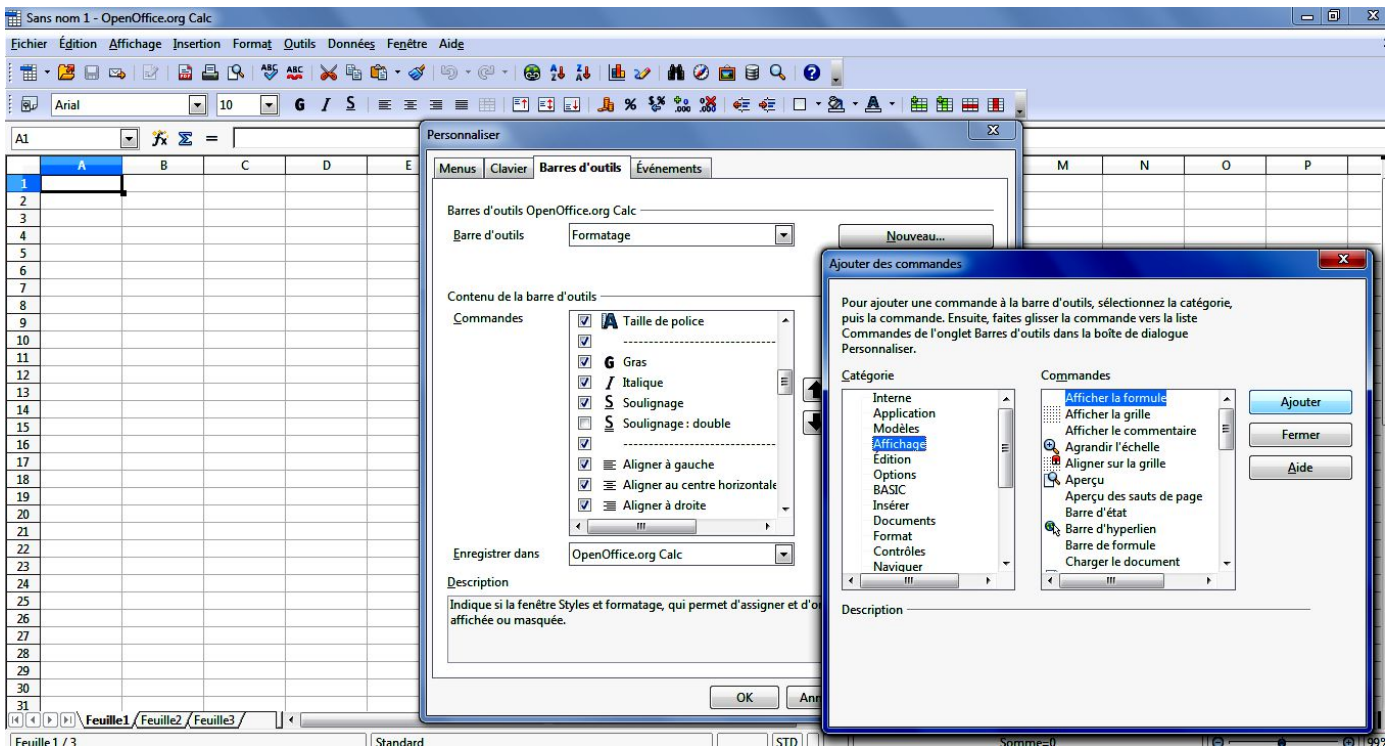 Sans nom 1 - OpenOffice.org Calc
Fichier Édition Affichage Insertion Format Outils Données Fenêtre Aide
Arial 10 G I S
A1
A B C D E M N O P
1
2
3
4
5
6
7
8
9
10
11
12
13
14
15
16
17
18
19
20
21
22
23
24
25
26
27
28
29
30
31
Feuille1 Feuille2 Feuille3
Feuille 1 / 3 Standard STD Somme=0 99%
Personnaliser
Menus Clavier Barres d'outils Événements
Barres d'outils OpenOffice.org Calc
Barre d'outils Formatage Nouveau...
Contenu de la barre d'outils
Commandes
Taille de police
G Gras
I Italique
S Soulignage
S Soulignage : double
Aligner à gauche
Aligner au centre horizontale
Aligner à droite
Enregistrer dans OpenOffice.org Calc
Description
Indique si la fenêtre Styles et formatage, qui permet d'assigner et d'o
affichée ou masquée.
OK Ann
Ajouter des commandes
Pour ajouter une commande à la barre d'outils, sélectionnez la catégorie,
puis la commande. Ensuite, faites glisser la commande vers la liste
Commandes de l'onglet Barres d'outils dans la boîte de dialogue
Personnaliser.
Catégorie
Interne
Application
Modèles
Affichage
Édition
Options
BASIC
Insérer
Documents
Format
Contrôles
Naviguer
Commandes
Afficher la formule
Afficher la grille
Afficher le commentaire
Agrandir l'échelle
Aligner sur la grille
Aperçu
Aperçu des sauts de page
Barre d'état
Barre d'hyperlien
Barre de formule
Charger le document
Ajouter
Fermer
Aide
Description